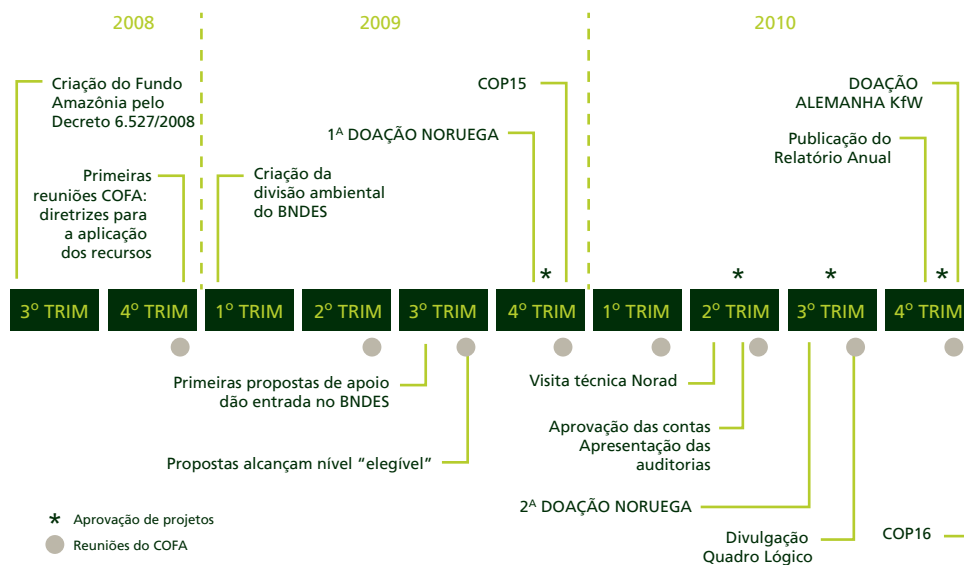 2008
2009
2010
Criação do Fundo
Amazônia pelo
Decreto 6.527/2008
Primeiras
reuniões COFA:
diretrizes para
a aplicação
dos recursos
Criação da
divisão ambiental
do BNDES
COP15
1ª DOAÇÃO NORUEGA
DOAÇÃO
ALEMANHA KfW
Publicação do
Relatório Anual
* * * *
3º TRIM 4º TRIM 1º TRIM 2º TRIM 3º TRIM 4º TRIM 1º TRIM 2º TRIM 3º TRIM 4º TRIM
Primeiras propostas de apoio
dão entrada no BNDES
Propostas alcançam nível “elegível”
Visita técnica Norad
Aprovação das contas
Apresentação das
auditorias
2ª DOAÇÃO NORUEGA
Divulgação
Quadro Lógico
COP16
* Aprovação de projetos
Reuniões do COFA